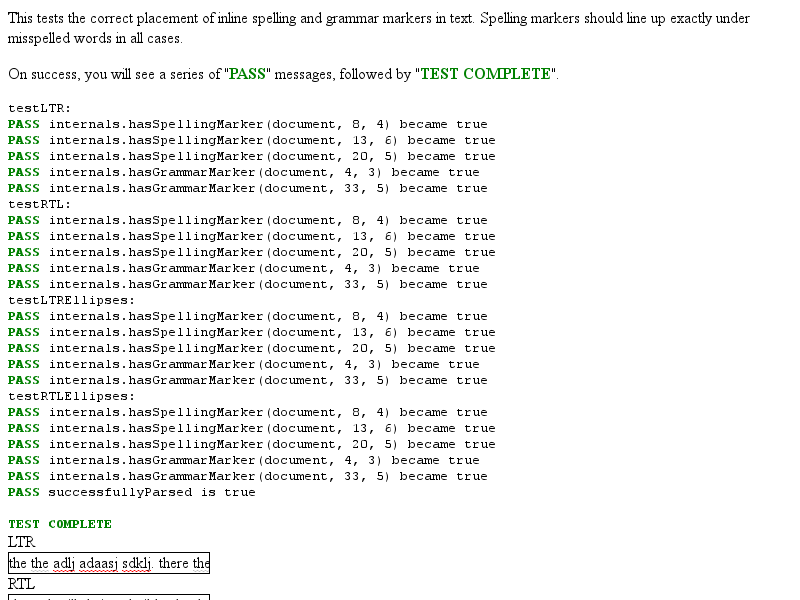 This tests the correct placement of inline spelling and grammar markers in text. Spelling markers should line up exactly under
misspelled words in all cases.
On success, you will see a series of "PASS" messages, followed by "TEST COMPLETE".
testLTR:
PASS internals.hasSpellingMarker(document, 8, 4) became true
PASS internals.hasSpellingMarker(document, 13, 6) became true
PASS internals.hasSpellingMarker(document, 20, 5) became true
PASS internals.hasGrammarMarker(document, 4, 3) became true
PASS internals.hasGrammarMarker(document, 33, 5) became true
testRTL:
PASS internals.hasSpellingMarker(document, 8, 4) became true
PASS internals.hasSpellingMarker(document, 13, 6) became true
PASS internals.hasSpellingMarker(document, 20, 5) became true
PASS internals.hasGrammarMarker(document, 4, 3) became true
PASS internals.hasGrammarMarker(document, 33, 5) became true
testLTREllipses:
PASS internals.hasSpellingMarker(document, 8, 4) became true
PASS internals.hasSpellingMarker(document, 13, 6) became true
PASS internals.hasSpellingMarker(document, 20, 5) became true
PASS internals.hasGrammarMarker(document, 4, 3) became true
PASS internals.hasGrammarMarker(document, 33, 5) became true
testRTLEllipses:
PASS internals.hasSpellingMarker(document, 8, 4) became true
PASS internals.hasSpellingMarker(document, 13, 6) became true
PASS internals.hasSpellingMarker(document, 20, 5) became true
PASS internals.hasGrammarMarker(document, 4, 3) became true
PASS internals.hasGrammarMarker(document, 33, 5) became true
PASS successfullyParsed is true
TEST COMPLETE
LTR
the the adlj adaasj sdklj. there the
RTL